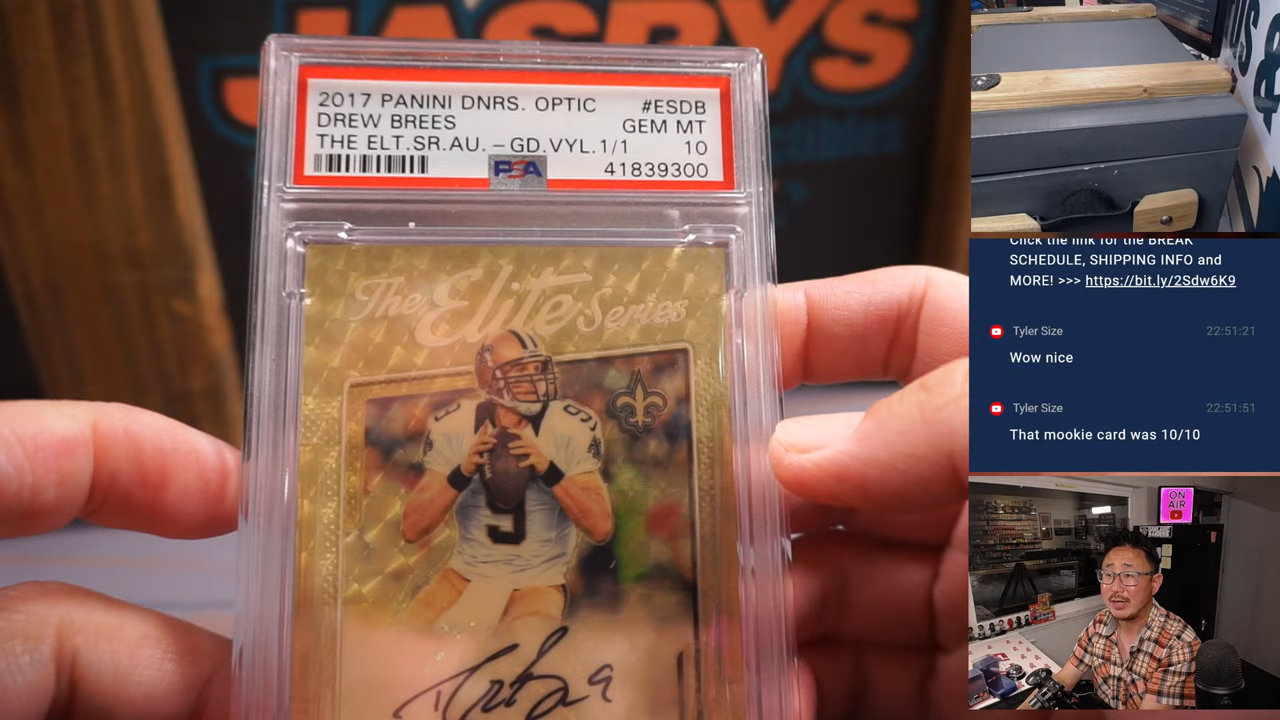 JASPYS
2017 PANINI DNRS. OPTIC #ESDB
DREW BREES GEM MT
THE ELT.SR.AU. – GD.VYL.1/1 10
PSA 41839300
The Elite Series
9
9
9
Click the link for the BREAK
SCHEDULE, SHIPPING INFO and
MORE! >>> https://bit.ly/2Sdw6K9
Tyler Size 22:51:21
Wow nice
Tyler Size 22:51:51
That mookie card was 10/10
ON
AIR